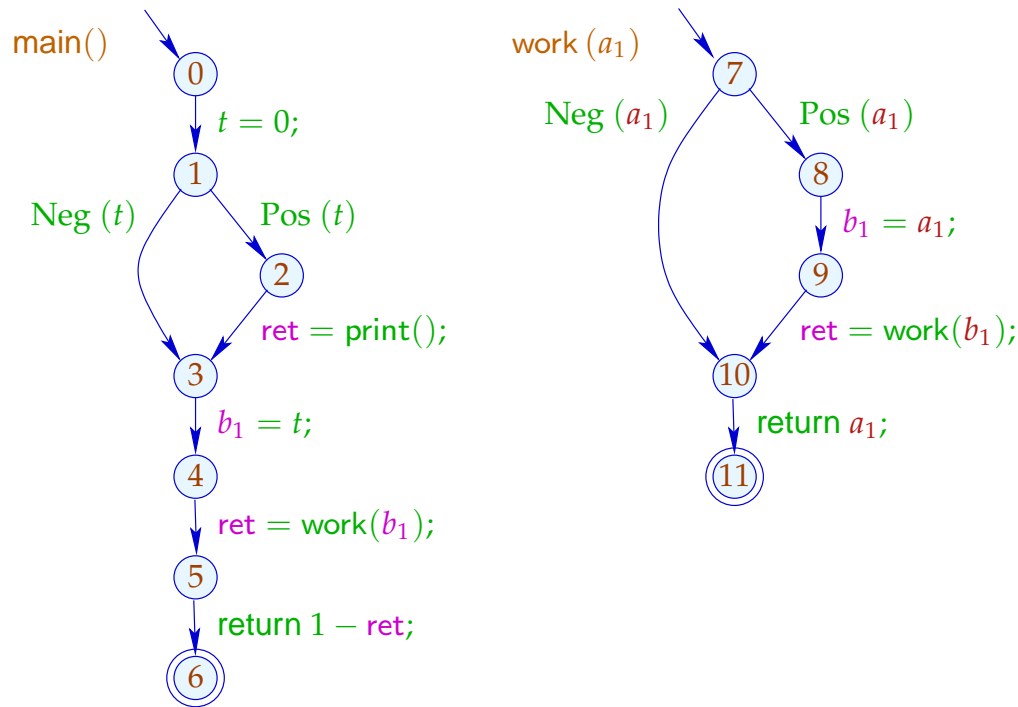 main()
0
t = 0;
1
Neg (t)
Pos (t)
2
ret = print();
3
b₁ = t;
4
ret = work(b₁);
5
return 1 − ret;
6
work (a₁)
7
Neg (a₁)
Pos (a₁)
8
b₁ = a₁;
9
ret = work(b₁);
10
return a₁;
11